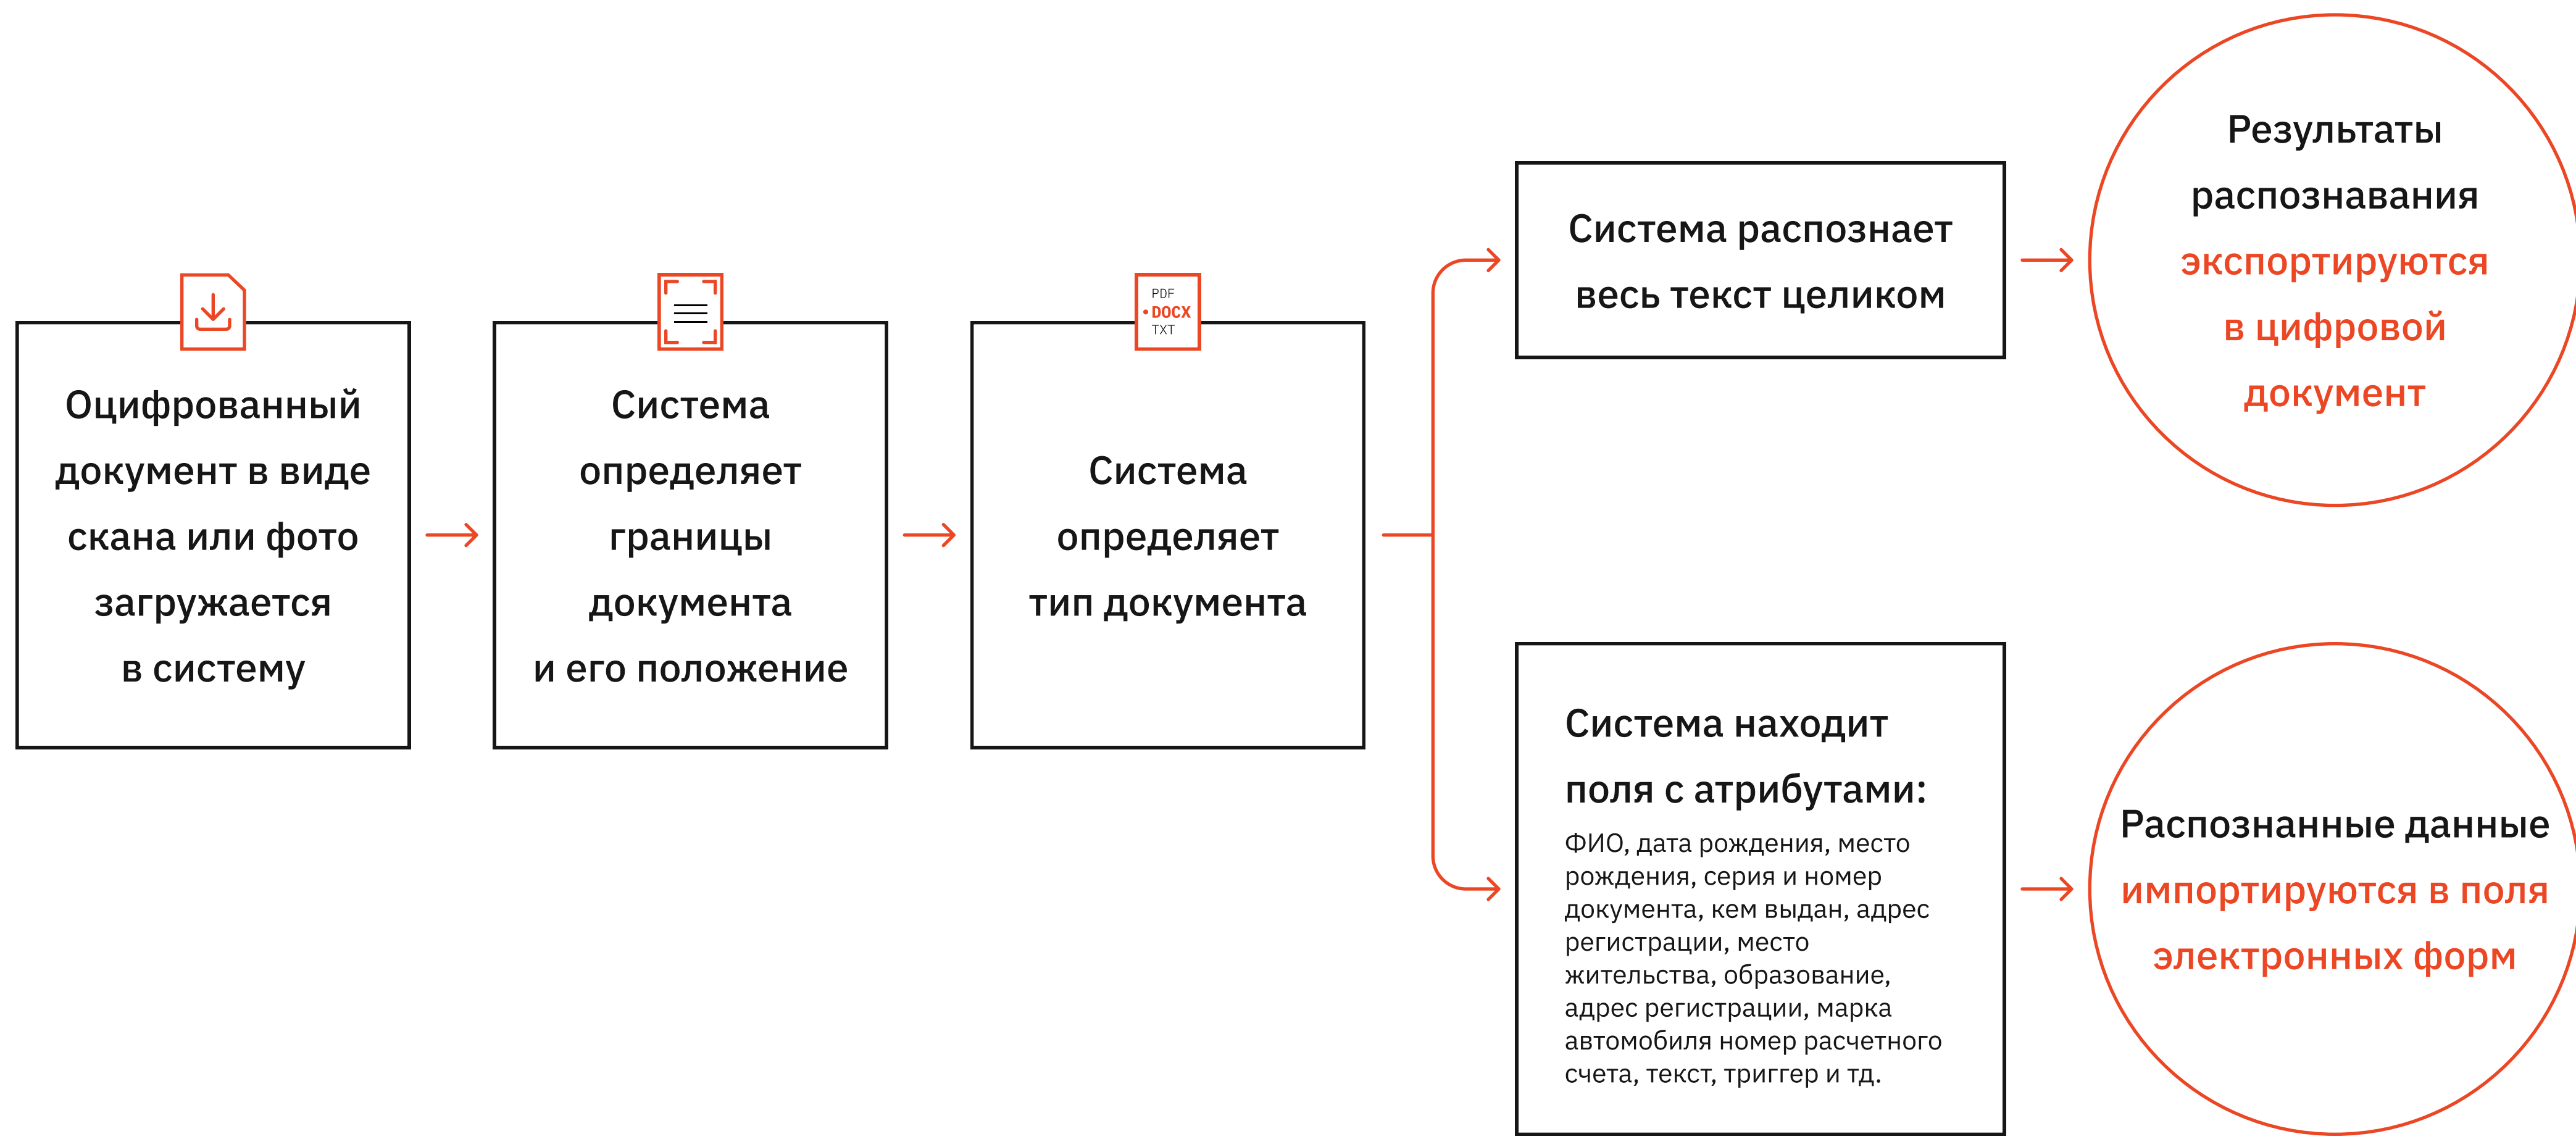 Оцифрованный
документ в виде
скана или фото
загружается
в систему
Система
определяет
границы
документа
и его положение
PDF
• DOCX
TXT
Система
определяет
тип документа
Система распознает
весь текст целиком
Результаты
распознавания
экспортируются
в цифровой
документ
Система находит
поля с атрибутами:
ФИО, дата рождения, место
рождения, серия и номер
документа, кем выдан, адрес
регистрации, место
жительства, образование,
адрес регистрации, марка
автомобиля номер расчетного
счета, текст, триггер и тд.
Распознанные данные
импортируются в поля
электронных форм